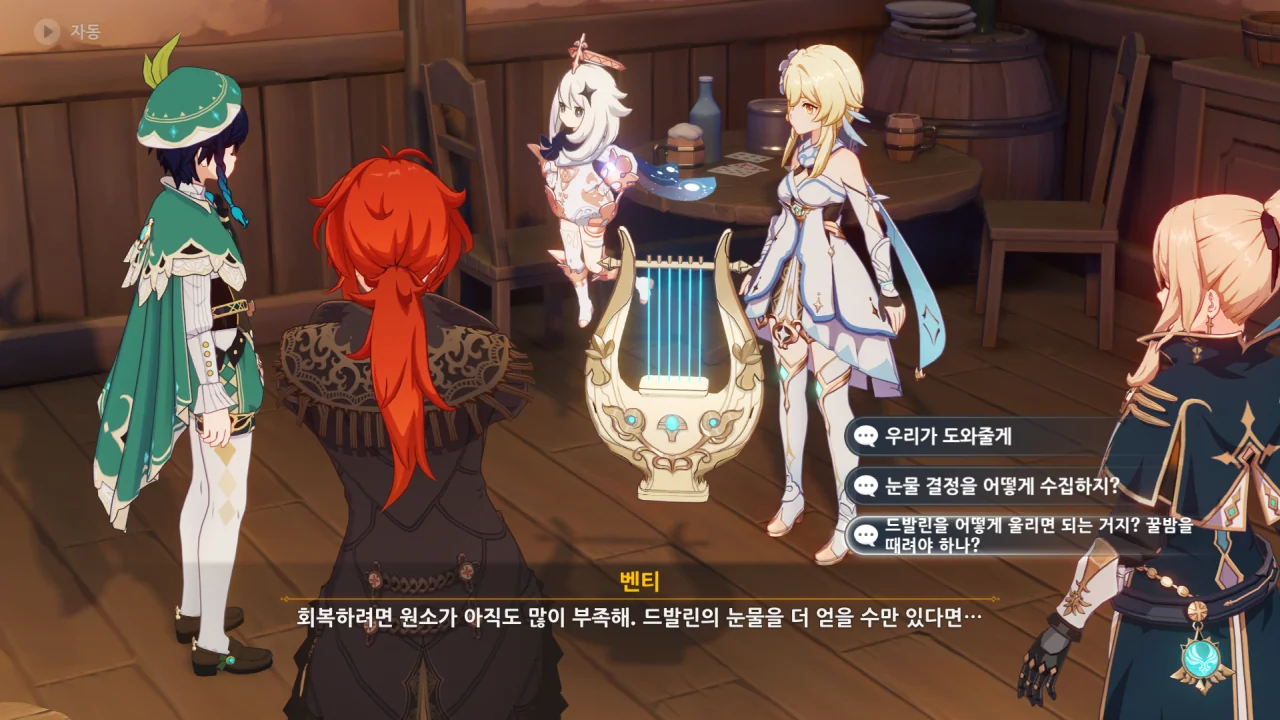 자동
우리가 도와줄게
눈물 결정을 어떻게 수집하지?
드발린을 어떻게 울리면 되는 거지? 꿀밤을
때려야 하나?
벤티
회복하려면 원소가 아직도 많이 부족해. 드발린의 눈물을 더 얻을 수만 있다면…